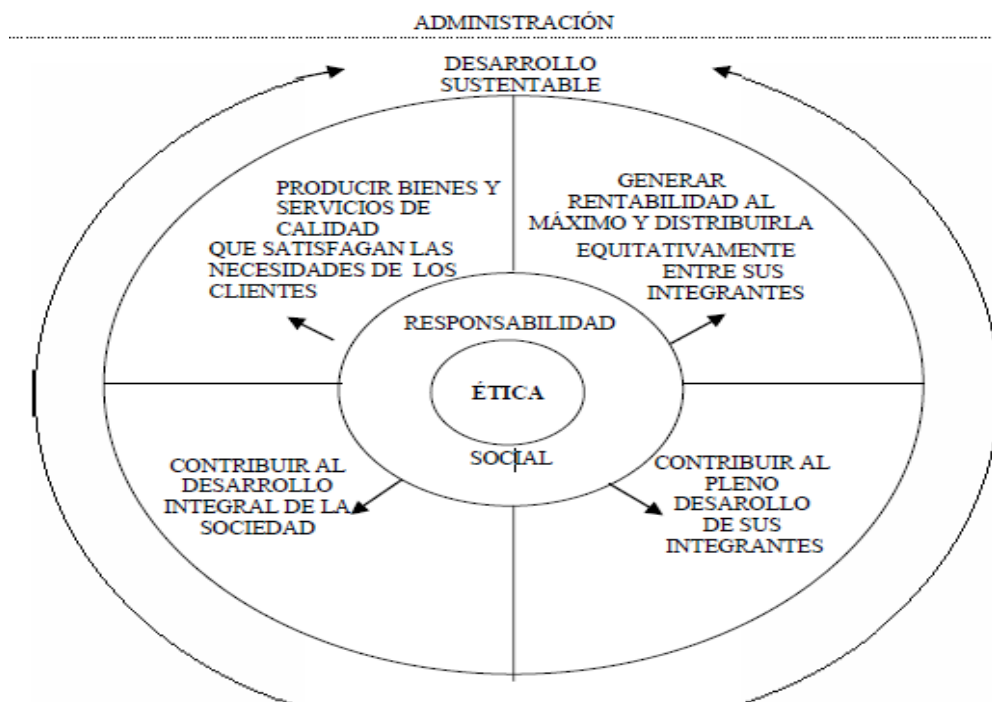 ADMINISTRACIÓN
DESARROLLO
SUSTENTABLE
PRODUCIR BIENES Y
SERVICIOS DE
CALIDAD
QUE SATISFAGAN LAS
NECESIDADES DE LOS
CLIENTES
GENERAR
RENTABILIDAD AL
MÁXIMO Y DISTRIBUIRLA
EQUITATIVAMENTE
ENTRE SUS
INTEGRANTES
RESPONSABILIDAD
ÉTICA
SOCIAL
CONTRIBUIR AL
DESARROLLO
INTEGRAL DE LA
SOCIEDAD
CONTRIBUIR AL
PLENO
DESAROLLO
DE SUS
INTEGRANTES